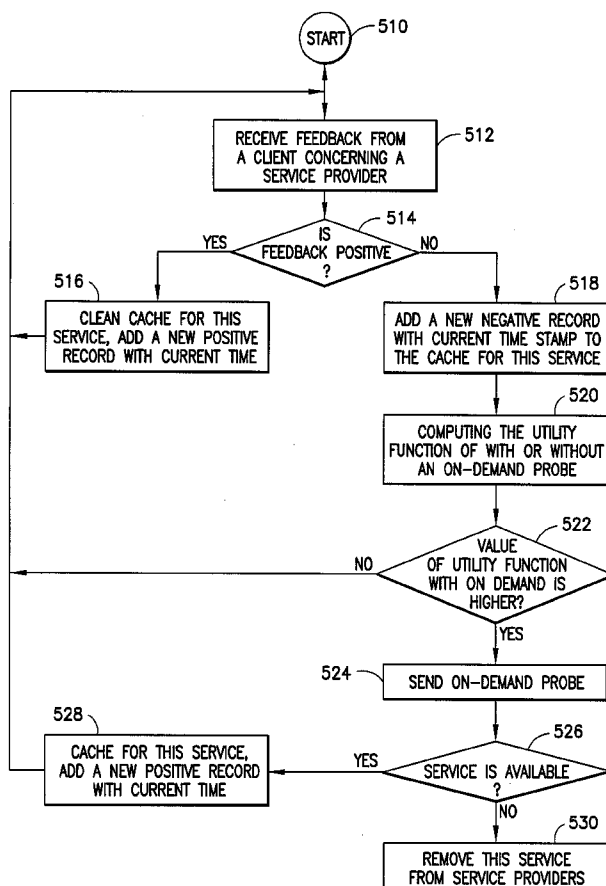 START
510
RECEIVE FEEDBACK FROM
A CLIENT CONCERNING A
SERVICE PROVIDER
512
IS
FEEDBACK POSITIVE
?
514
YES
NO
516
CLEAN CACHE FOR THIS
SERVICE, ADD A NEW POSITIVE
RECORD WITH CURRENT TIME
518
ADD A NEW NEGATIVE RECORD
WITH CURRENT TIME STAMP TO
THE CACHE FOR THIS SERVICE
520
COMPUTING THE UTILITY
FUNCTION OF WITH OR WITHOUT
AN ON-DEMAND PROBE
522
VALUE
OF UTILITY FUNCTION
WITH ON DEMAND IS
HIGHER?
NO
YES
524
SEND ON-DEMAND PROBE
526
SERVICE IS AVAILABLE
?
YES
NO
528
CACHE FOR THIS SERVICE,
ADD A NEW POSITIVE RECORD
WITH CURRENT TIME
530
REMOVE THIS SERVICE
FROM SERVICE PROVIDERS